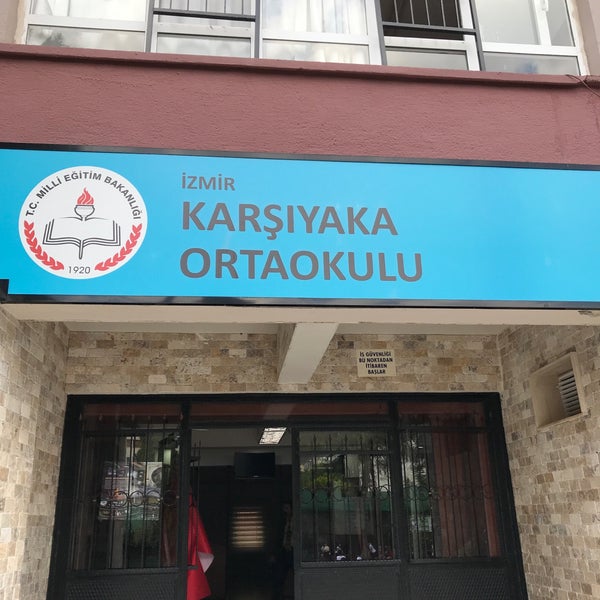 T.C. MİLLİ EĞİTİM BAKANLIĞI
1920
İZMİR
KARŞIYAKA
ORTAOKULU
İŞ GÜVENLİĞİ
BU NOKTADAN
İTİBAREN
BAŞLAR